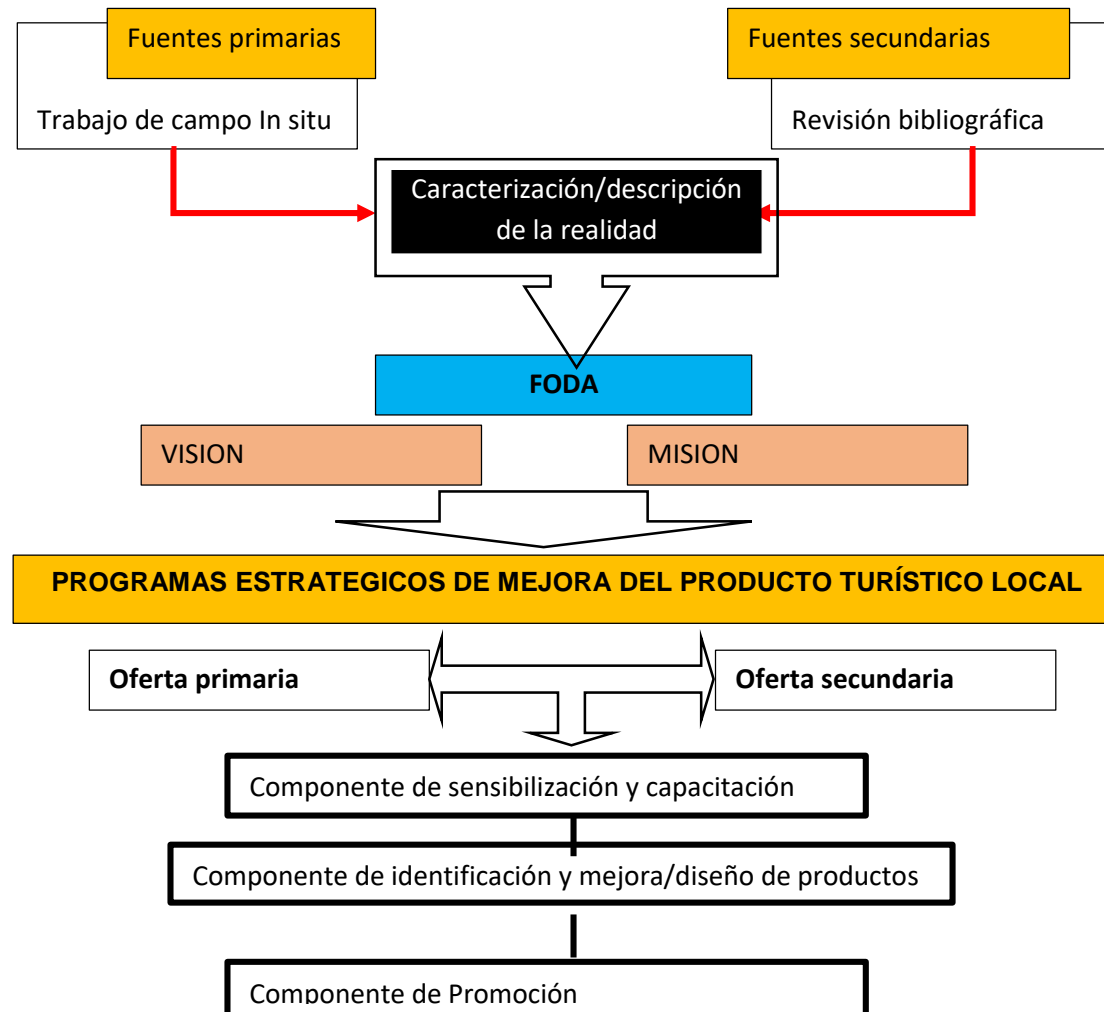 Fuentes primarias
Fuentes secundarias
Trabajo de campo In situ
Revisión bibliográfica
Caracterización/descripción
de la realidad
FODA
VISION
MISION
PROGRAMAS ESTRATEGICOS DE MEJORA DEL PRODUCTO TURÍSTICO LOCAL
Oferta primaria
Oferta secundaria
Componente de sensibilización y capacitación
Componente de identificación y mejora/diseño de productos
Componente de Promoción